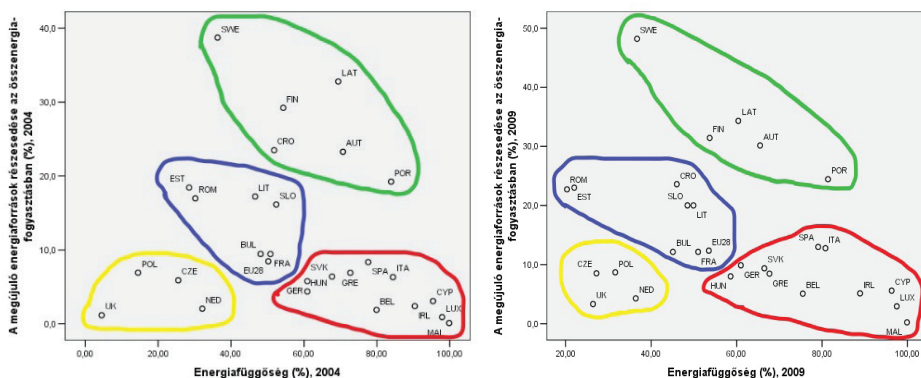 A megújuló energiaforrások részesedése az összenergia-
fogyasztásban (%), 2004
40,0
30,0
20,0
10,0
0,0
SWE
LAT
FIN
CRO
AUT
POR
EST
ROM
LIT
SLO
BUL
EU28
FRA
POL
CZE
UK
NED
SVK
HUN
GER
GRE
SPA
ITA
BEL
IRL
CYP
LUX
MAL
0,00
20,00
40,00
60,00
80,00
100,00
Energiafüggőség (%), 2004
A megújuló energiaforrások részesedése az összenergia-
fogyasztásban (%), 2009
50,0
40,0
30,0
20,0
10,0
0,0
SWE
LAT
FIN
AUT
POR
ROM
EST
CRO
SLO
LIT
BUL
EU28
FRA
CZE
POL
UK
NED
SVK
HUN
GRE
SPA
ITA
BEL
IRL
CYP
LUX
MAL
20,00
40,00
60,00
80,00
100,00
Energiafüggőség (%), 2009